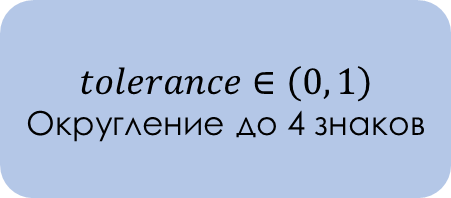 tolerance ∈ (0, 1)
Округление до 4 знаков